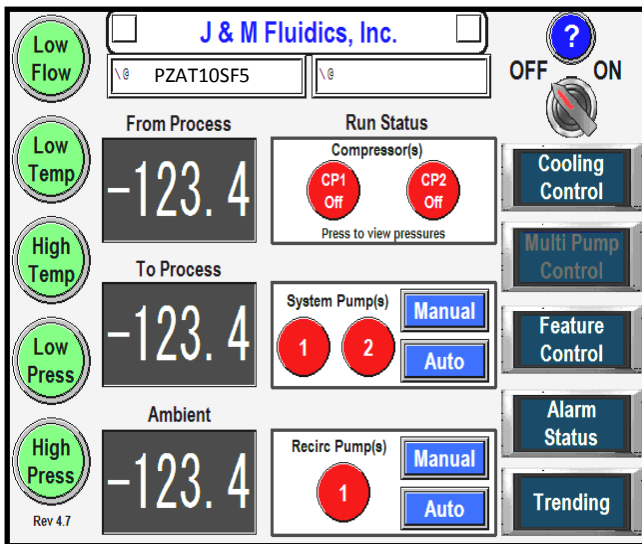 Low
Flow
J & M Fluidics, Inc.
?
\@ PZAT10SF5
\@
OFF ON
Low
Temp
From Process
-123.4
Run Status
Compressor(s)
CP1
Off
CP2
Off
Press to view pressures
Cooling
Control
High
Temp
Multi Pump
Control
To Process
-123.4
System Pump(s)
1
2
Manual
Auto
Low
Press
Feature
Control
Ambient
-123.4
Alarm
Status
High
Press
Recirc Pump(s)
1
Manual
Auto
Trending
Rev 4.7